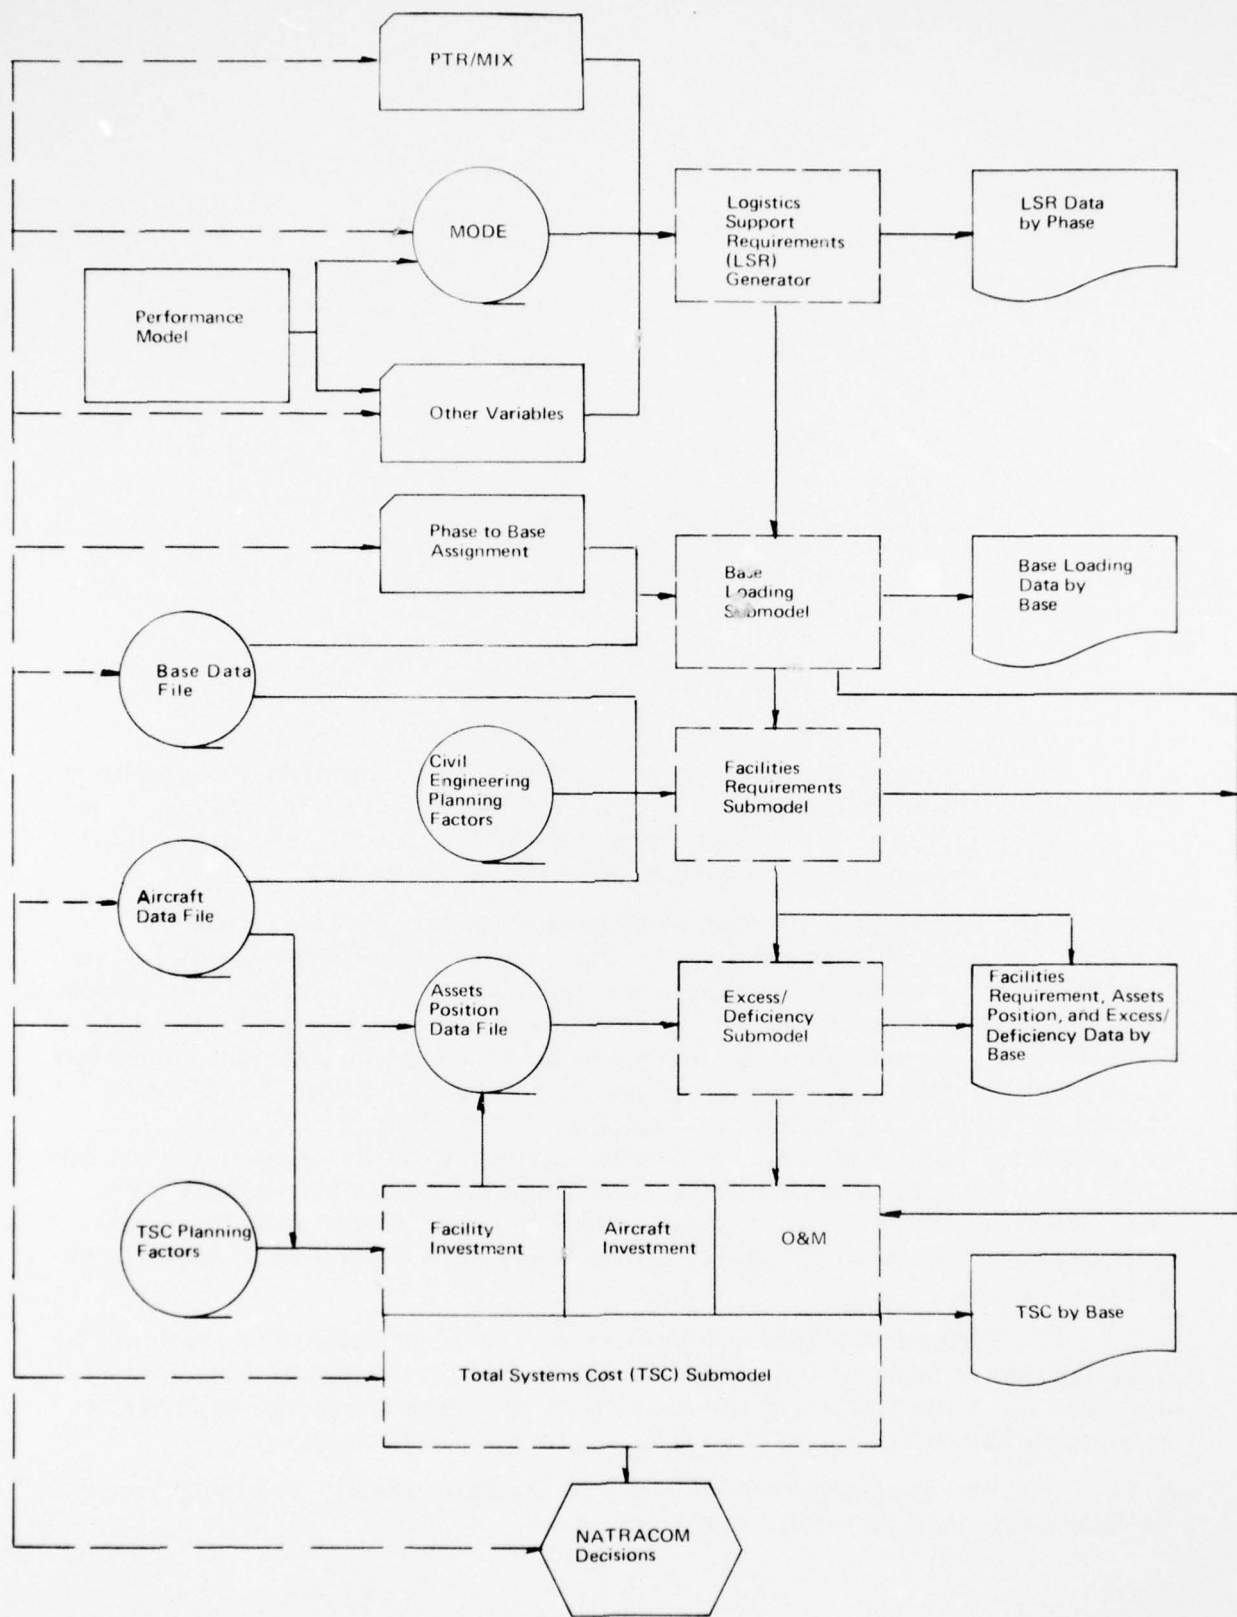 PTR/MIX
MODE
Logistics
Support
Requirements
(LSR)
Generator
LSR Data
by Phase
Performance
Model
Other Variables
Phase to Base
Assignment
Base
Loading
Submodel
Base Loading
Data by
Base
Base Data
File
Civil
Engineering
Planning
Factors
Facilities
Requirements
Submodel
Aircraft
Data File
Assets
Position
Data File
Excess/
Deficiency
Submodel
Facilities
Requirement, Assets
Position, and Excess/
Deficiency Data by
Base
TSC Planning
Factors
Facility
Investment
Aircraft
Investment
O&M
TSC by Base
Total Systems Cost (TSC) Submodel
NATRACOM
Decisions